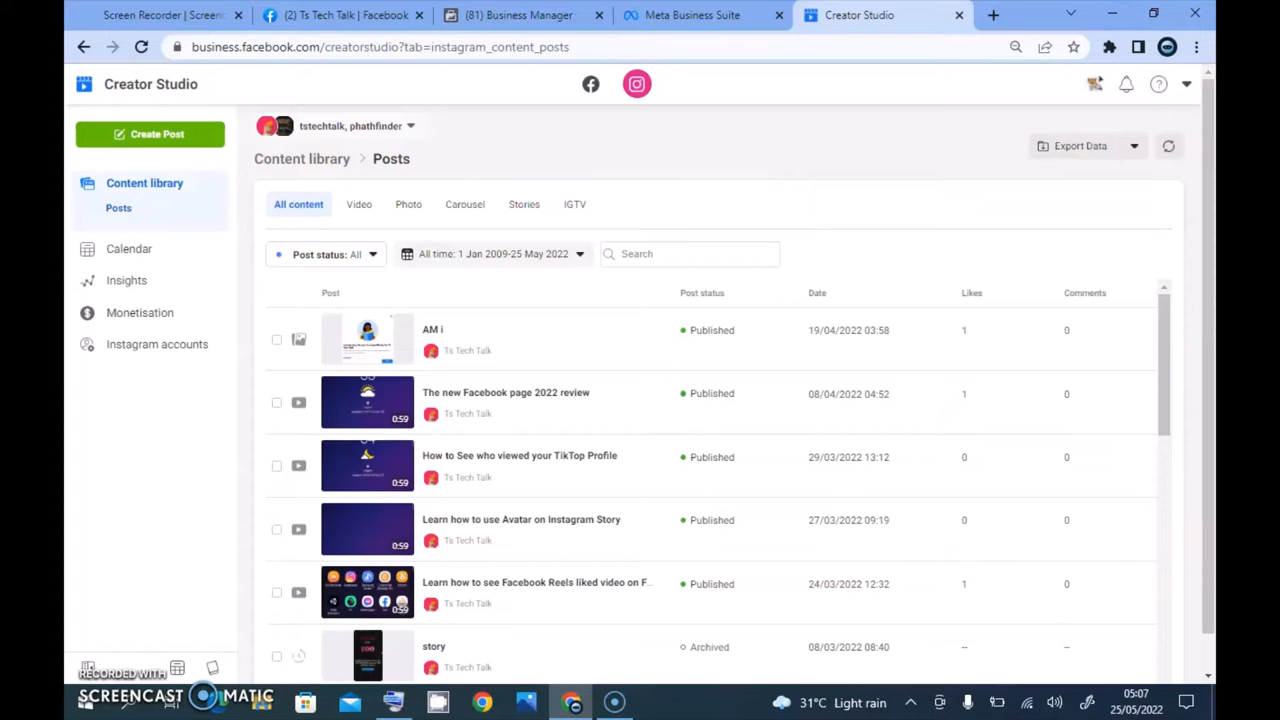 Screen Recorder | Screenc
(2) Ts Tech Talk | Facebook
(81) Business Manager
Meta Business Suite
Creator Studio
business.facebook.com/creatorstudio?tab=instagram_content_posts
Creator Studio
Create Post
tstechtalk, phathfinder
Export Data
Content library > Posts
Content library
Posts
Calendar
Insights
Monetisation
Instagram accounts
All content Video Photo Carousel Stories IGTV
Post status: All
All time: 1 Jan 2009-25 May 2022
Search
Post Post status Date Likes Comments
AM i
Published 19/04/2022 03:58 1 0
Ts Tech Talk
The new Facebook page 2022 review
Published 08/04/2022 04:52 1 0
Ts Tech Talk
0:59
How to See who viewed your TikTop Profile
Published 29/03/2022 13:12 0 0
Ts Tech Talk
0:59
Learn how to use Avatar on Instagram Story
Published 27/03/2022 09:19 0 0
Ts Tech Talk
0:59
Learn how to see Facebook Reels liked video on F...
Published 24/03/2022 12:32 1 0
Ts Tech Talk
0:59
story
Archived 08/03/2022 08:40 -- --
Ts Tech Talk
RECORDED WITH
SCREENCAST MATIC
31°C Light rain
05:07
25/05/2022